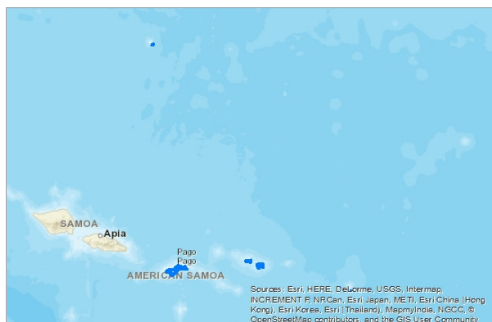 SAMOA
Apia
Pago
Pago
AMERICAN SAMOA
Sources: Esri, HERE, DeLorme, USGS, Intermap,
INCREMENT P, NRCan, Esri Japan, METI, Esri China (Hong
Kong), Esri Korea, Esri (Thailand), MapmyIndia, NGCC, ©
OpenStreetMap contributors, and the GIS User Community